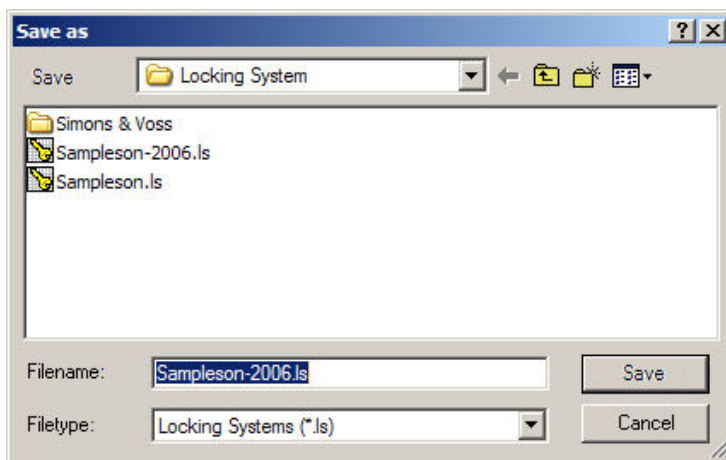 Save as
Save Locking System
Simons & Voss
Sampleson-2006.ls
Sampleson.ls
Filename: Sampleson-2006.ls Save
Filetype: Locking Systems (*.ls) Cancel